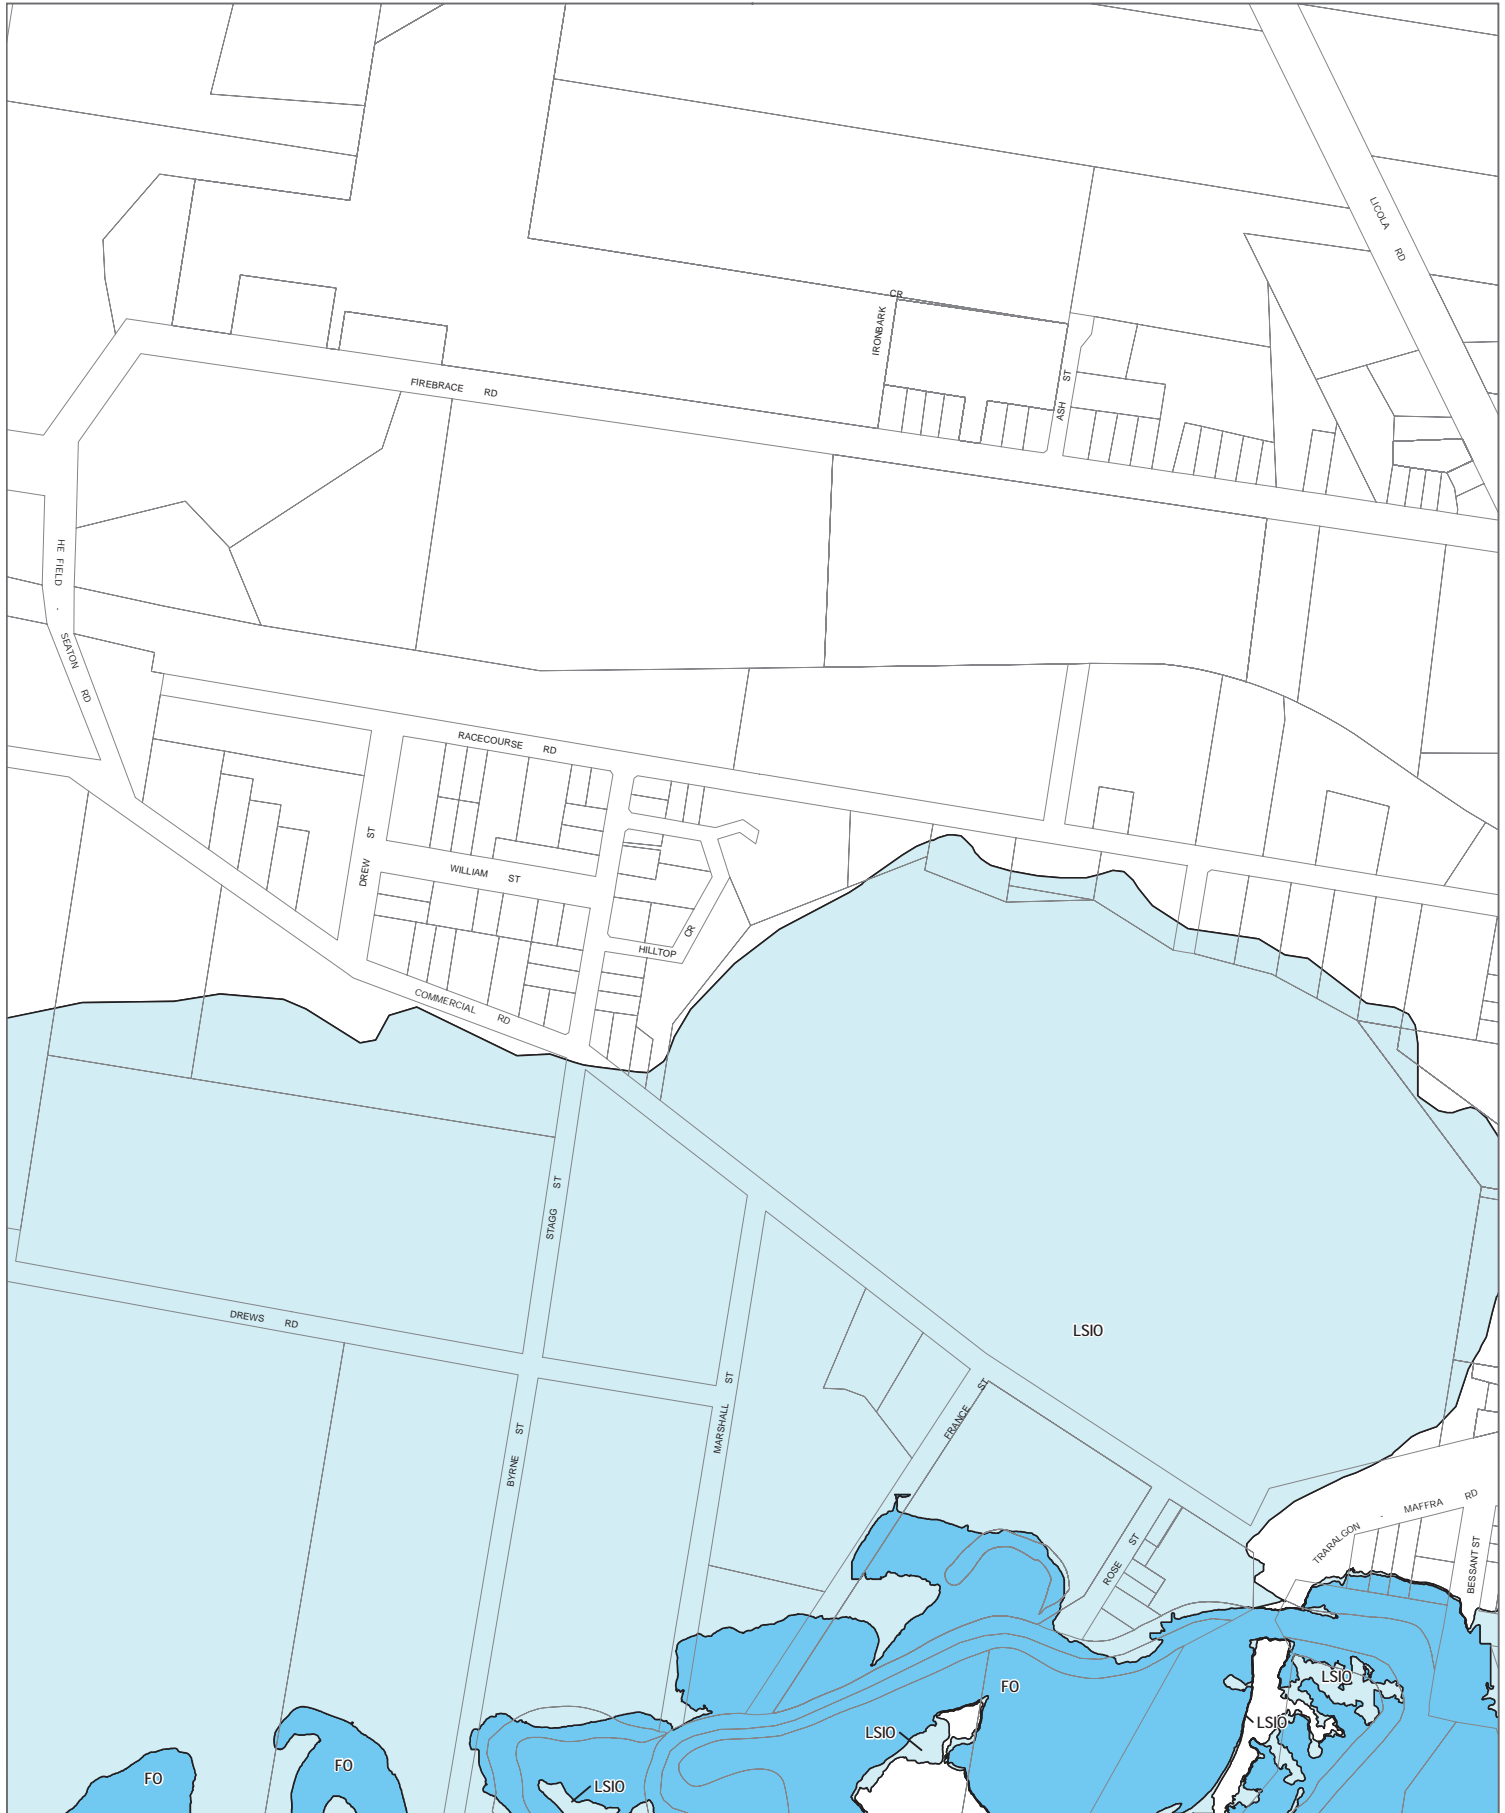 LICOLA RD
CR
IRONBARK
ASH ST
FIREBRACE RD
HE FIELD - SEATON RD
RACECOURSE RD
DREW ST
WILLIAM ST
HILLTOP CR
COMMERCIAL RD
STAGG ST
DREWS RD
LSIO
MARSHALL ST
FRANCE ST
BYRNE ST
TRARALGON - MAFFRA RD
ROSE ST
BESSANT ST
LSIO
FO
LSIO
LSIO
FO
FO
LSIO